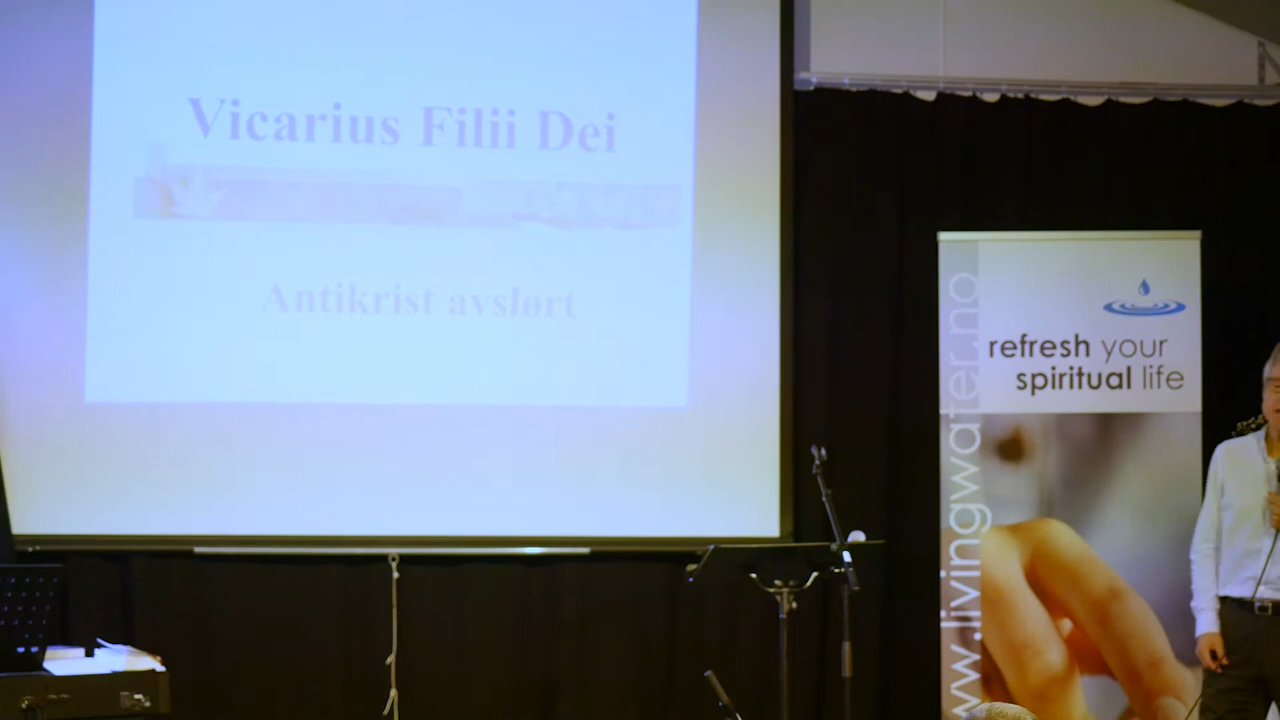 Vicarius Filii Dei
Antikrist avslørt
refresh your
spiritual life
www.livingwater.no